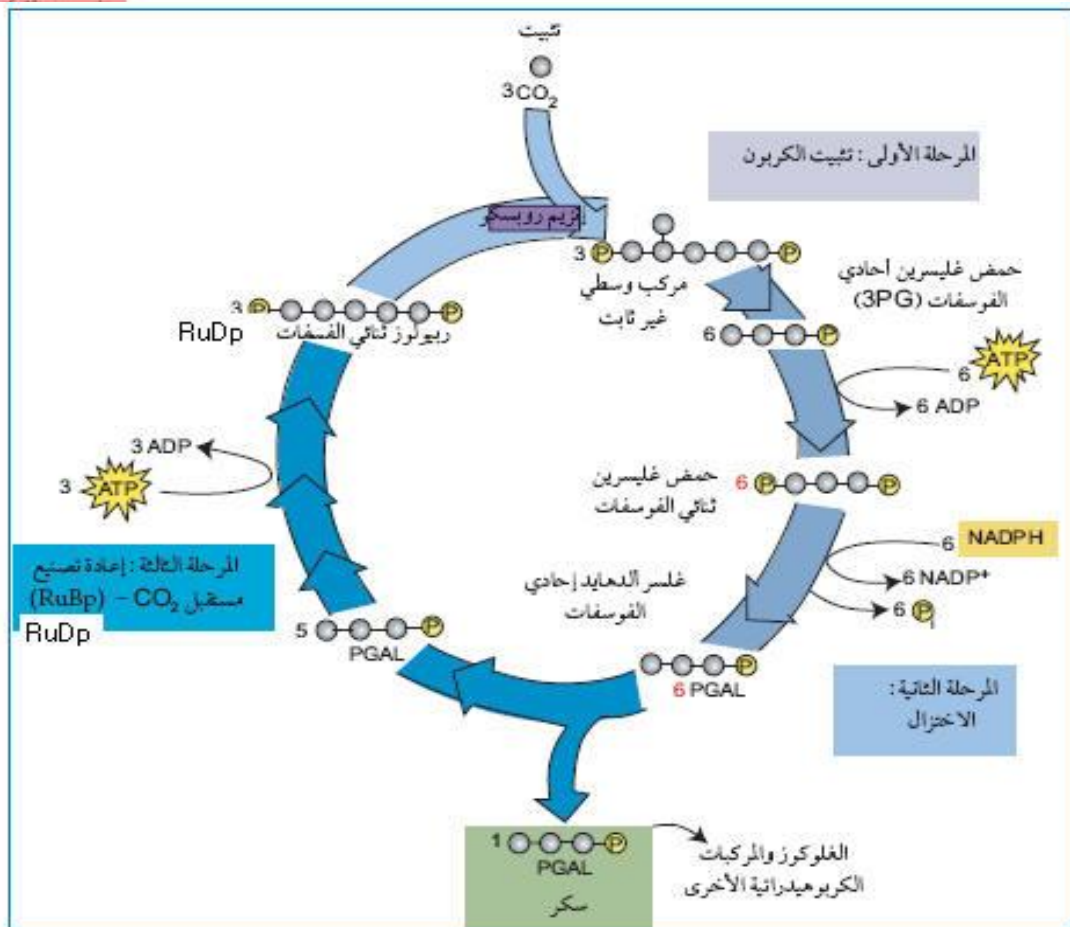 تثبيت
3CO₂
المرحلة الأولى : تثبيت الكربون
إنزيم روبسكو
3 P P
مركب وسطي
غير ثابت
حمض غليسرين أحادي
الفوسفات (3PG)
6 P
6 ATP
6 ADP
3 P P
RuDp
ريبولوز ثنائي الفسفات
3 ADP
3 ATP
حمض غليسرين
ثنائي الفوسفات
6 P P
6 NADPH
6 NADP+
6 Pi
المرحلة الثالثة : إعادة تصنيع
مستقبل CO₂ – (RuBp)
RuDp
غلسر ألدهايد إحادي
الفوسفات
5 P
PGAL
P
6 PGAL
المرحلة الثانية :
الاختزال
1 P
PGAL
سكر
الغلوكوز والمركبات
الكربوهيدراتية الأخرى